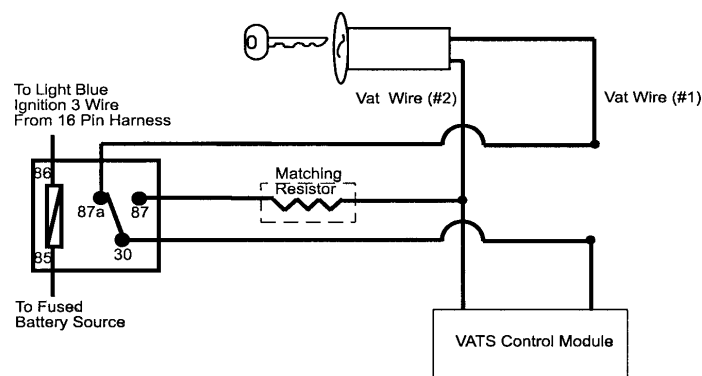 Vat Wire (#2)
Vat Wire (#1)
To Light Blue
Ignition 3 Wire
From 16 Pin Harness
86
87a
87
30
85
Matching
Resistor
To Fused
Battery Source
VATS Control Module